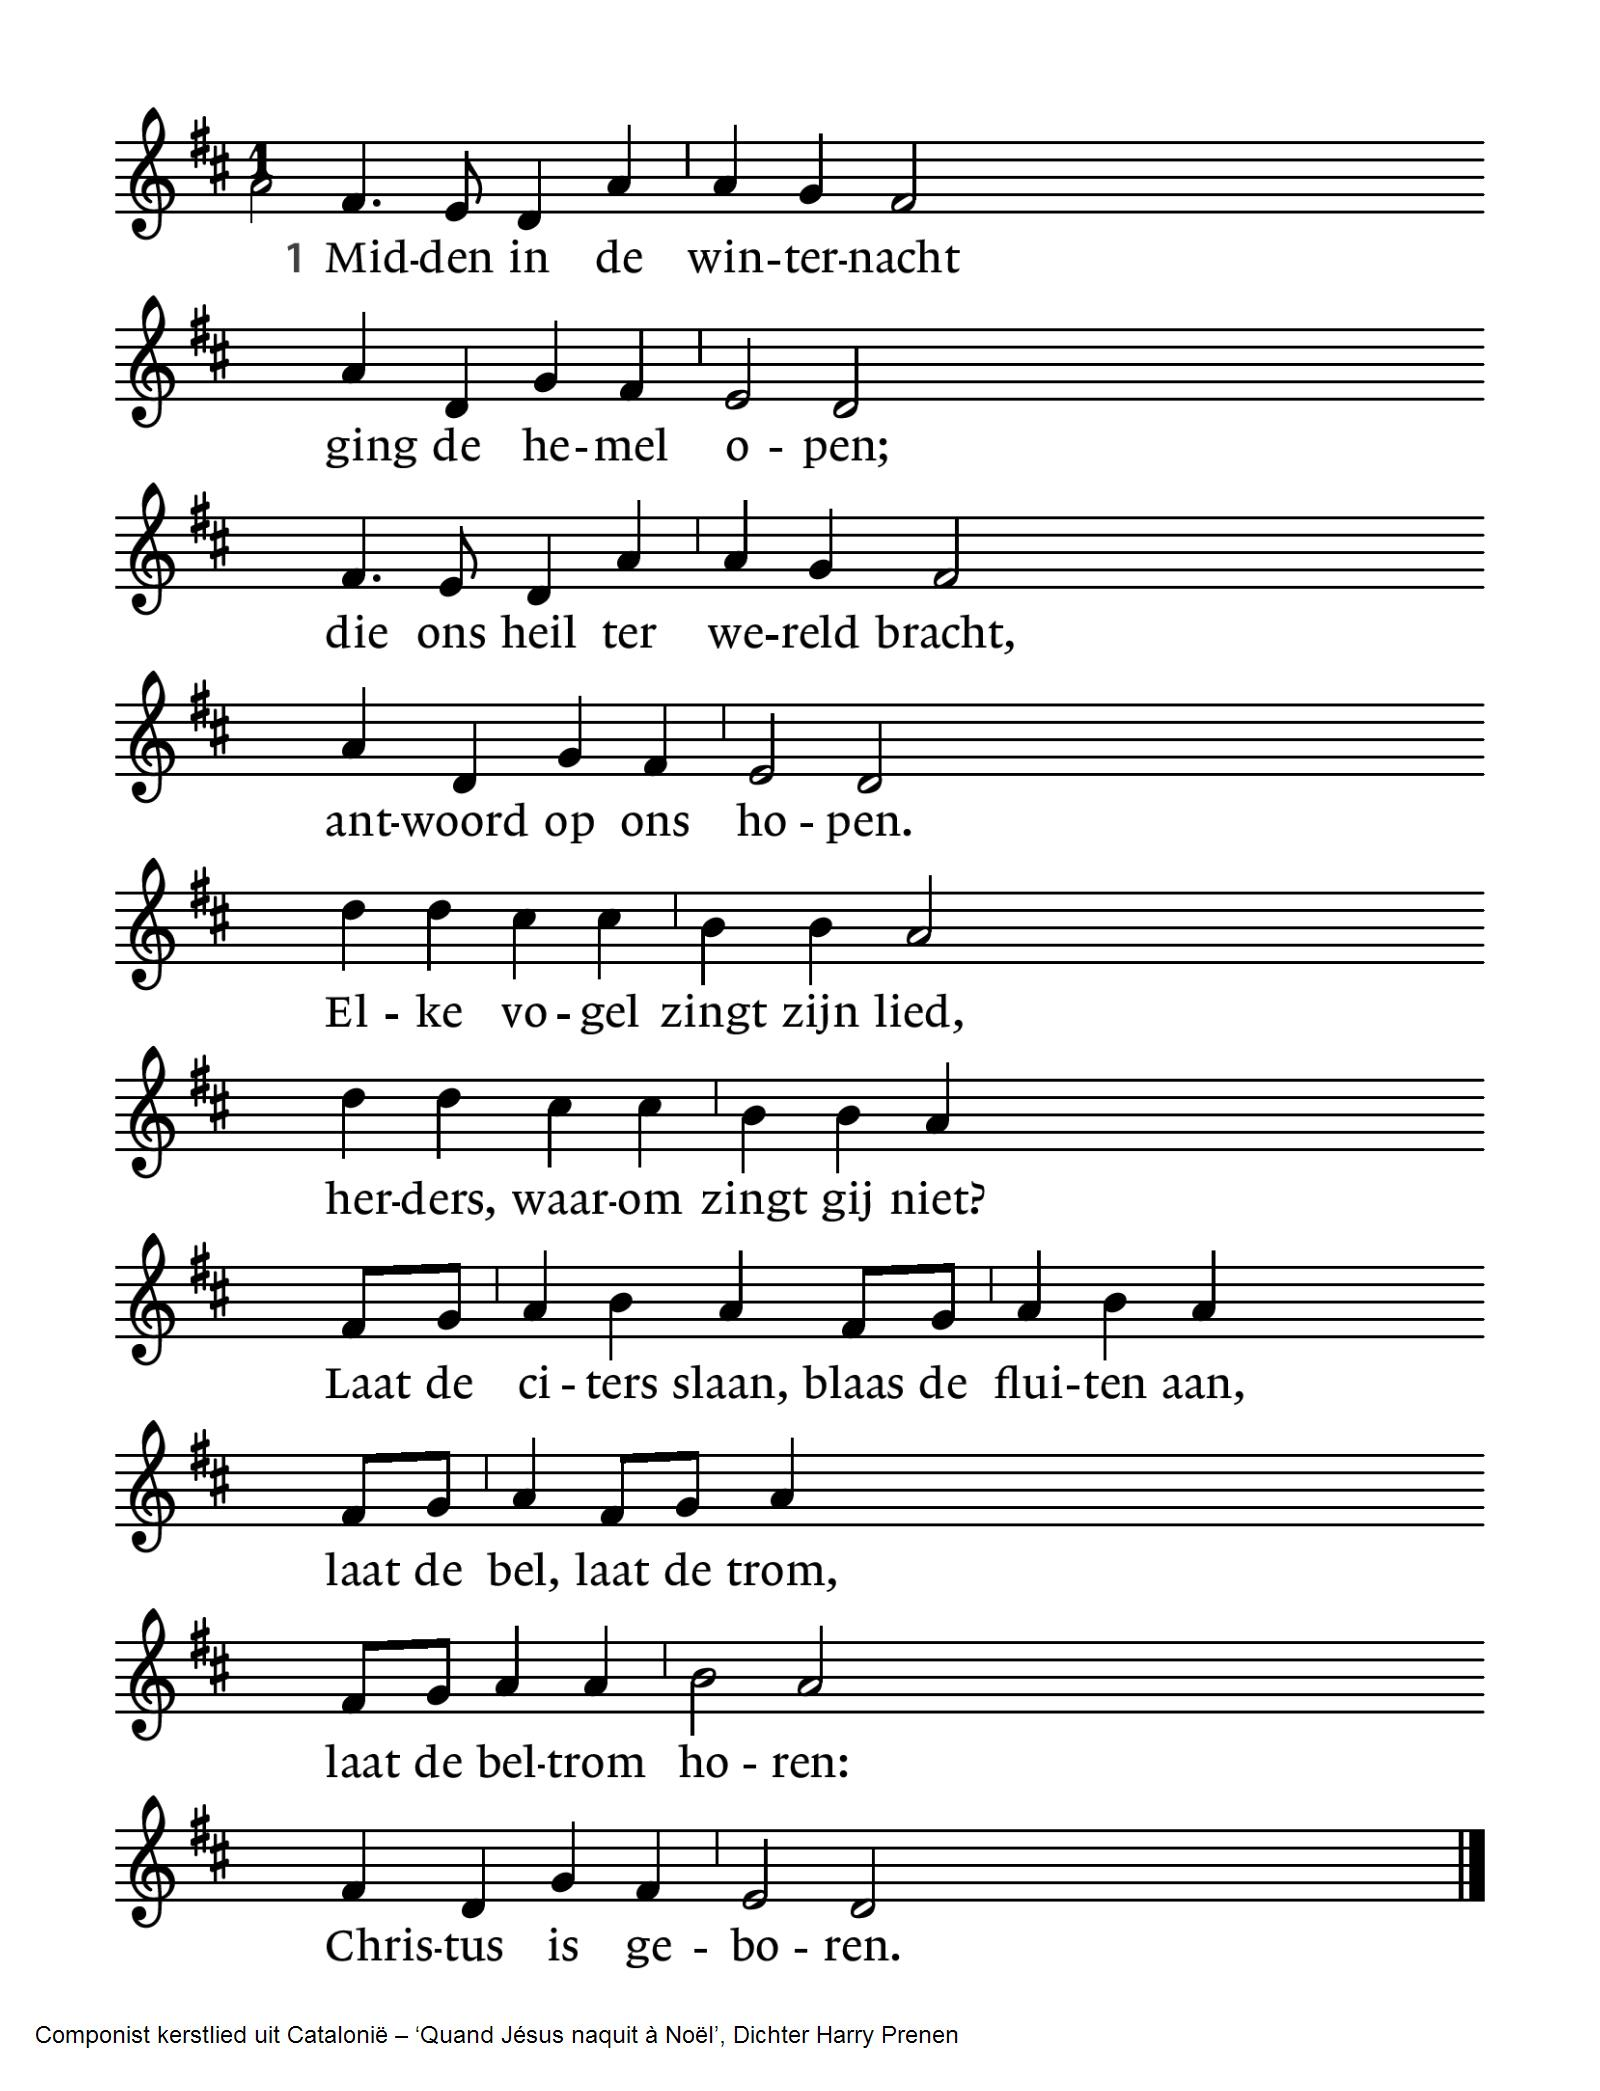 1
1 Mid-den in de win-ter-nacht
ging de he-mel o - pen;
die ons heil ter we-reld bracht,
ant-woord op ons ho - pen.
El - ke vo - gel zingt zijn lied,
her-ders, waar-om zingt gij niet?
Laat de ci - ters slaan, blaas de flui-ten aan,
laat de bel, laat de trom,
laat de bel-trom ho - ren:
Chris-tus is ge - bo - ren.
Componist kerstlied uit Catalonië – ‘Quand Jésus naquit à Noël’, Dichter Harry Prenen